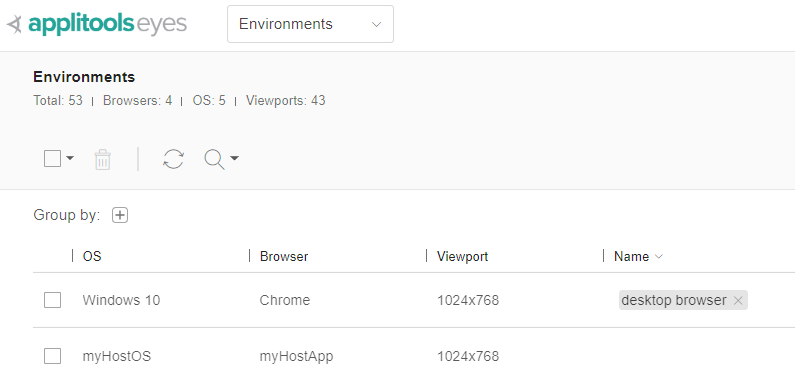 applitools eyes
Environments
Environments
Total: 53 | Browsers: 4 | OS: 5 | Viewports: 43
Group by:
OS Browser Viewport Name
Windows 10 Chrome 1024x768 desktop browser
myHostOS myHostApp 1024x768